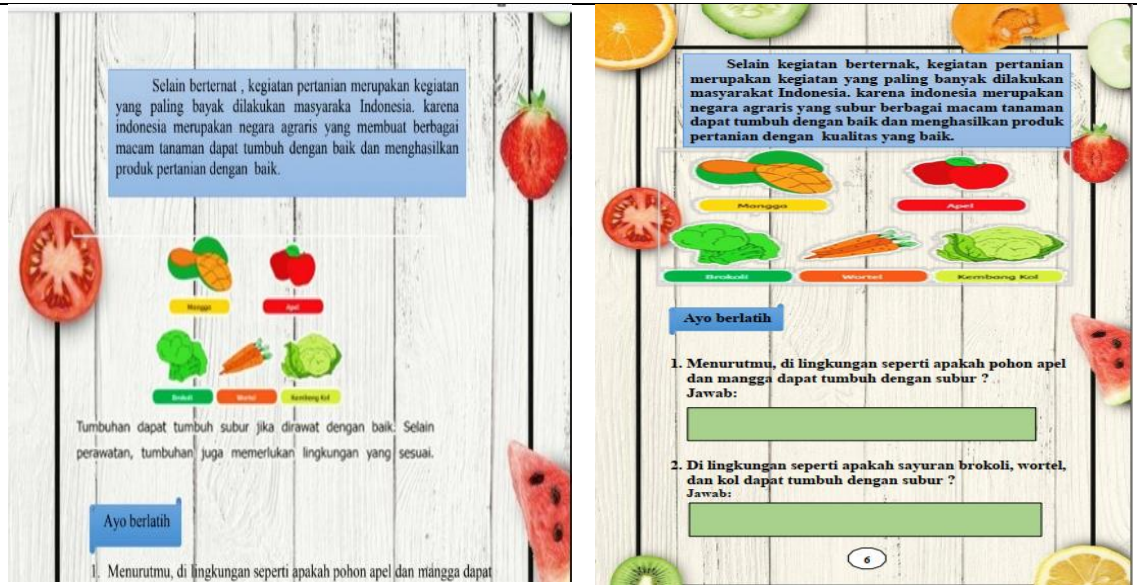 Selain berternat , kegiatan pertanian merupakan kegiatan
yang paling bayak dilakukan masyaraka Indonesia. karena
indonesia merupakan negara agraris yang membuat berbagai
macam tanaman dapat tumbuh dengan baik dan menghasilkan
produk pertanian dengan baik.
Mangga
Apel
Brokoli
Wortel
Kembang Kol
Tumbuhan dapat tumbuh subur jika dirawat dengan baik. Selain
perawatan, tumbuhan juga memerlukan lingkungan yang sesuai.
Ayo berlatih
1. Menurutmu, di lingkungan seperti apakah pohon apel dan mangga dapat
Selain kegiatan berternak, kegiatan pertanian
merupakan kegiatan yang paling banyak dilakukan
masyarakat Indonesia. karena indonesia merupakan
negara agraris yang subur berbagai macam tanaman
dapat tumbuh dengan baik dan menghasilkan produk
pertanian dengan kualitas yang baik.
Mangga
Apel
Brokoli
Wortel
Kembang Kol
Ayo berlatih
1. Menurutmu, di lingkungan seperti apakah pohon apel
dan mangga dapat tumbuh dengan subur ?
Jawab:
2. Di lingkungan seperti apakah sayuran brokoli, wortel,
dan kol dapat tumbuh dengan subur ?
Jawab:
6